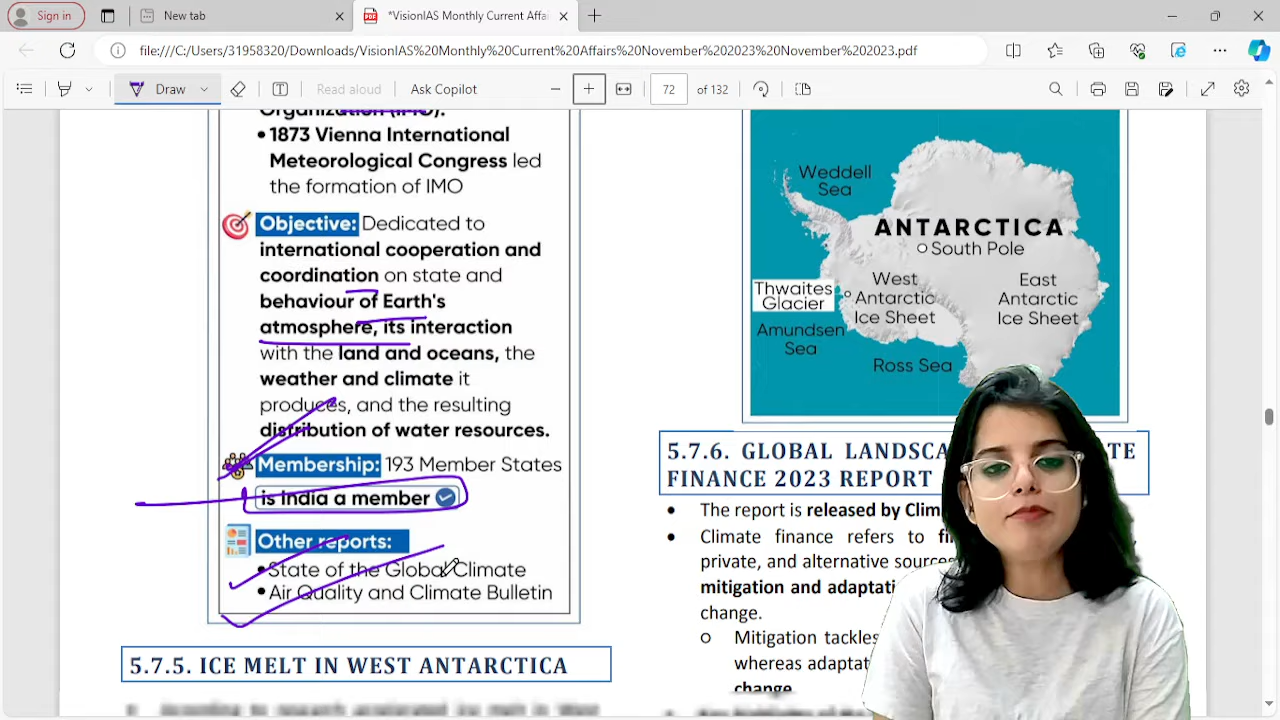 Sign in
New tab
*VisionIAS Monthly Current Affai
file:///C:/Users/31958320/Downloads/VisionIAS%20Monthly%20Current%20Affairs%20November%202023%20November%202023.pdf
Draw
Read aloud
Ask Copilot
72
of 132
Organization (IMO).
• 1873 Vienna International
Meteorological Congress led
the formation of IMO
Objective: Dedicated to
international cooperation and
coordination on state and
behaviour of Earth's
atmosphere, its interaction
with the land and oceans, the
weather and climate it
produces, and the resulting
distribution of water resources.
Membership: 193 Member States
is India a member
Other reports:
• State of the Global Climate
• Air Quality and Climate Bulletin
5.7.5. ICE MELT IN WEST ANTARCTICA
Weddell
Sea
ANTARCTICA
South Pole
West
Antarctic
Ice Sheet
East
Antarctic
Ice Sheet
Thwaites
Glacier
Amundsen
Sea
Ross Sea
5.7.6. GLOBAL LANDSCA TE
FINANCE 2023 REPORT
• The report is released by Clim
• Climate finance refers to fi
private, and alternative sources
mitigation and adaptati
change.
o Mitigation tackles
whereas adaptat
change.